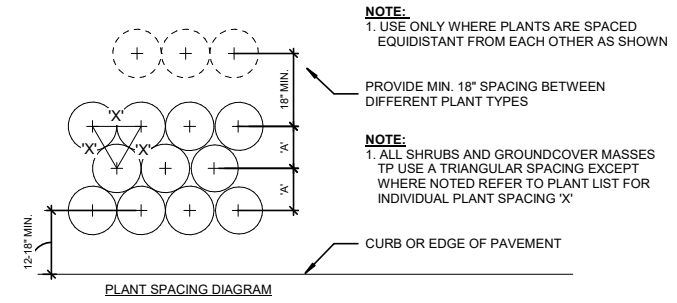 NOTE:
1. USE ONLY WHERE PLANTS ARE SPACED
EQUIDISTANT FROM EACH OTHER AS SHOWN
18" MIN.
PROVIDE MIN. 18" SPACING BETWEEN
DIFFERENT PLANT TYPES
'X'
'X'
'X'
'A'
'A'
NOTE:
1. ALL SHRUBS AND GROUNDCOVER MASSES
TP USE A TRIANGULAR SPACING EXCEPT
WHERE NOTED REFER TO PLANT LIST FOR
INDIVIDUAL PLANT SPACING 'X'
12-18" MIN.
CURB OR EDGE OF PAVEMENT
PLANT SPACING DIAGRAM